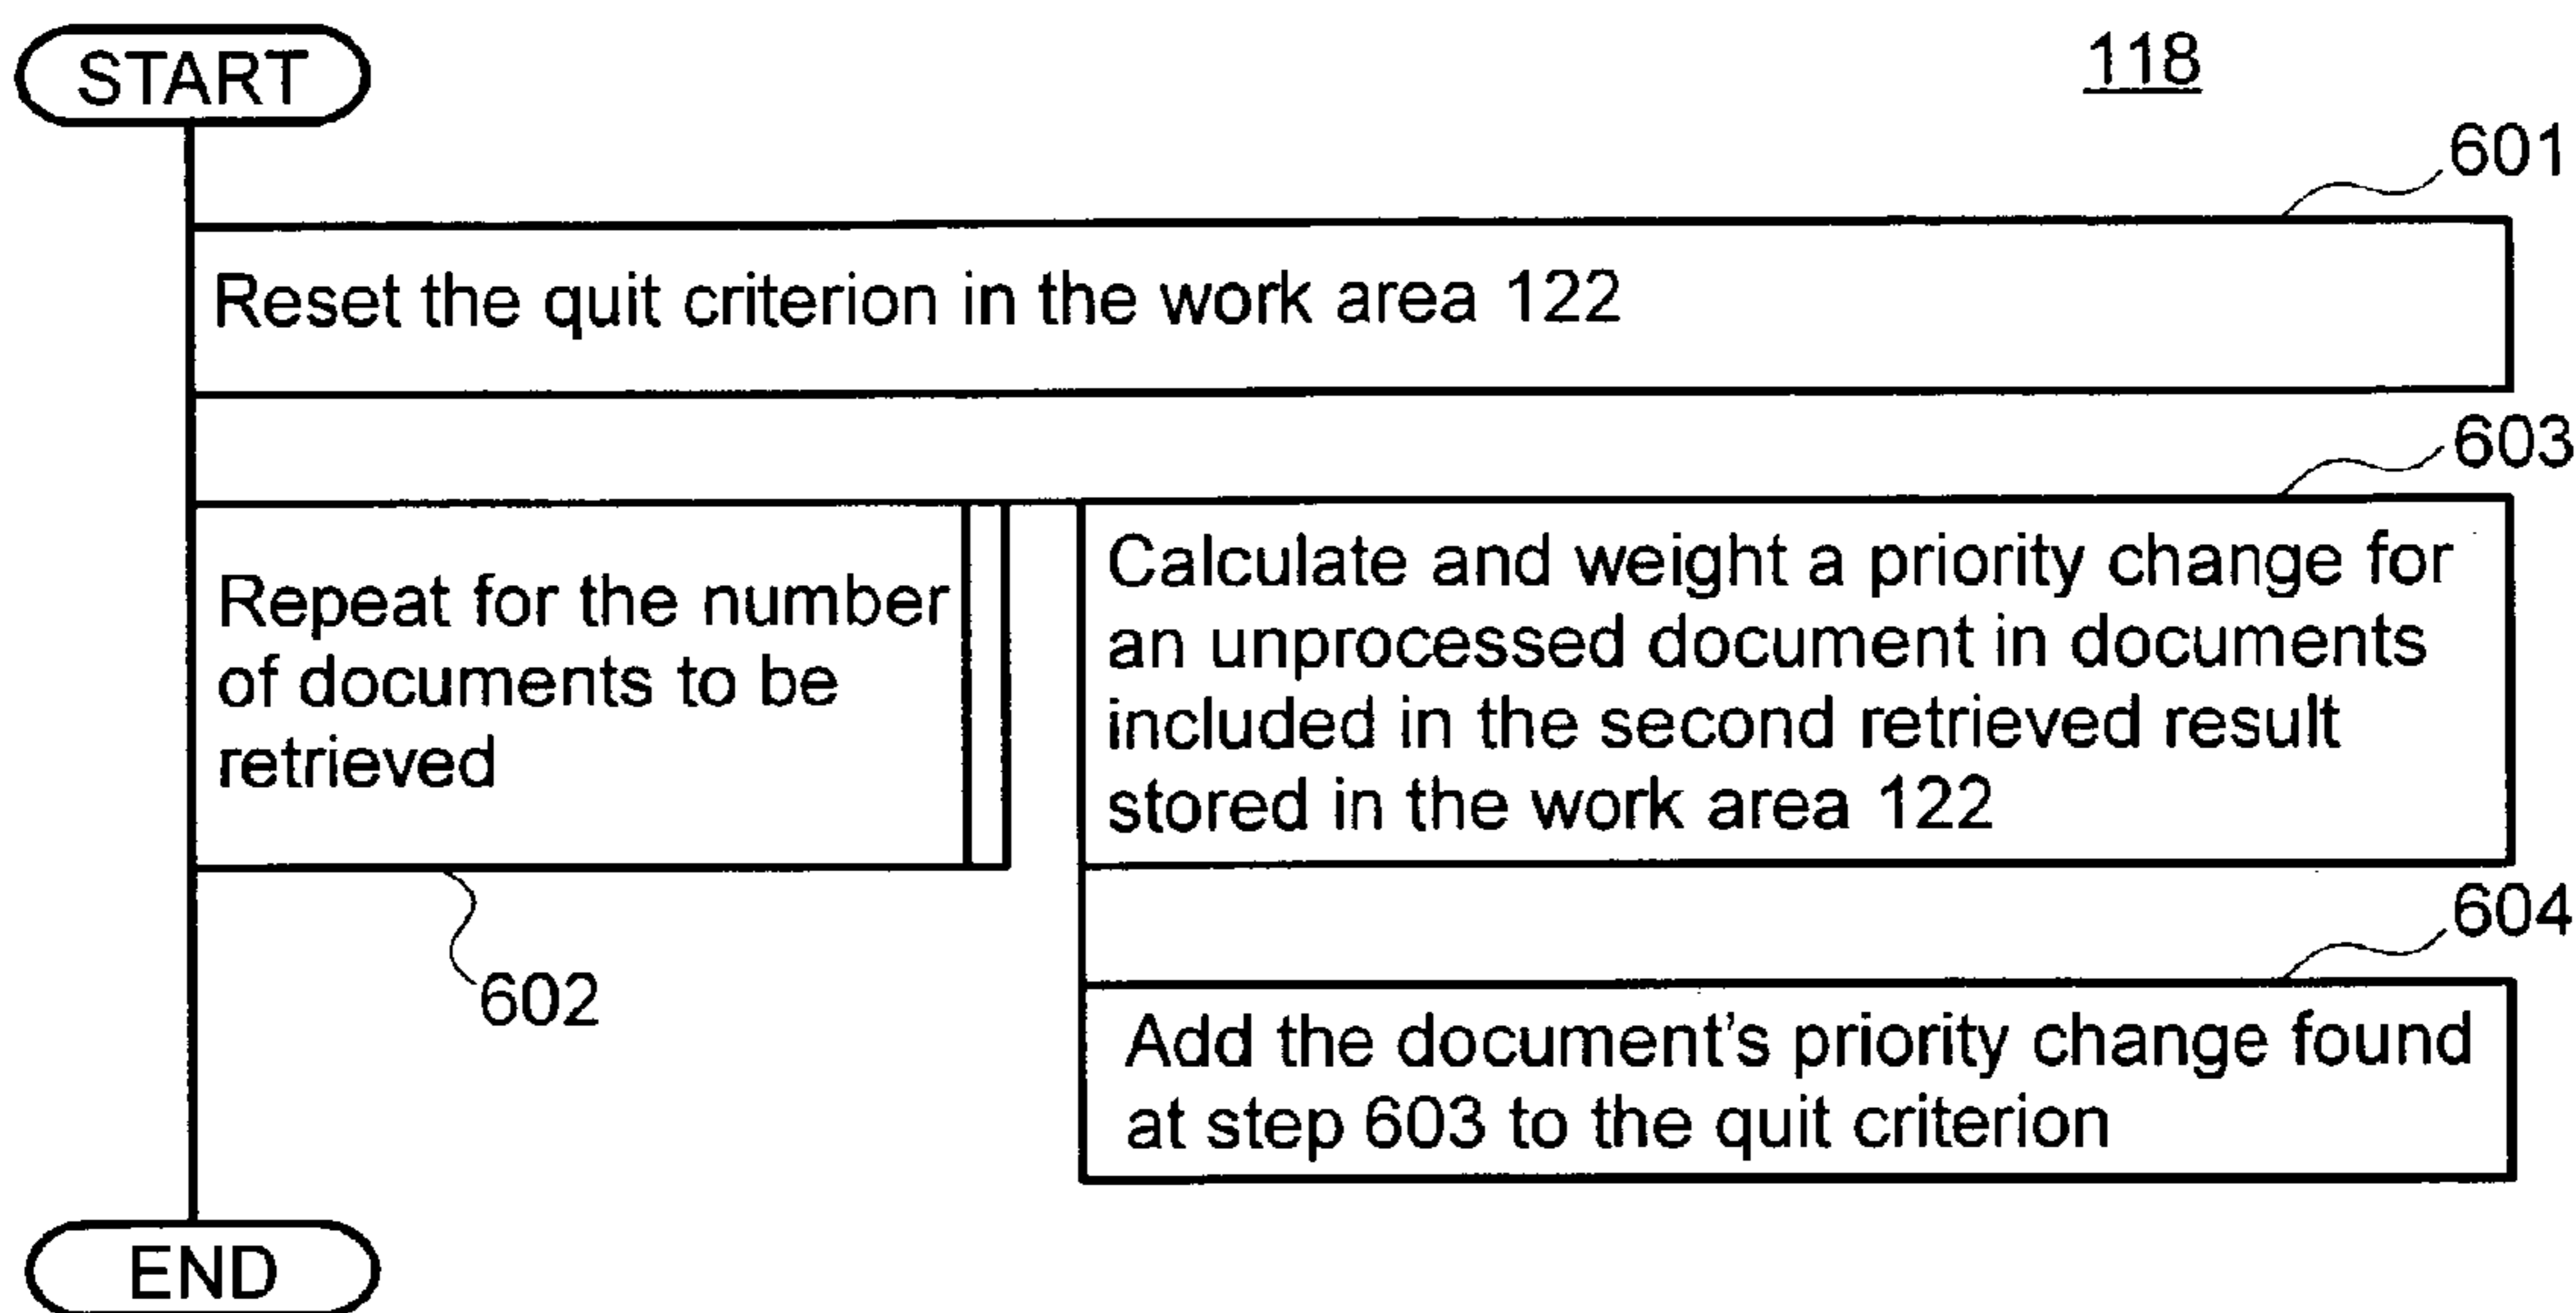 START
118
601
Reset the quit criterion in the work area 122
603
Repeat for the number
of documents to be
retrieved
602
Calculate and weight a priority change for
an unprocessed document in documents
included in the second retrieved result
stored in the work area 122
604
Add the document's priority change found
at step 603 to the quit criterion
END